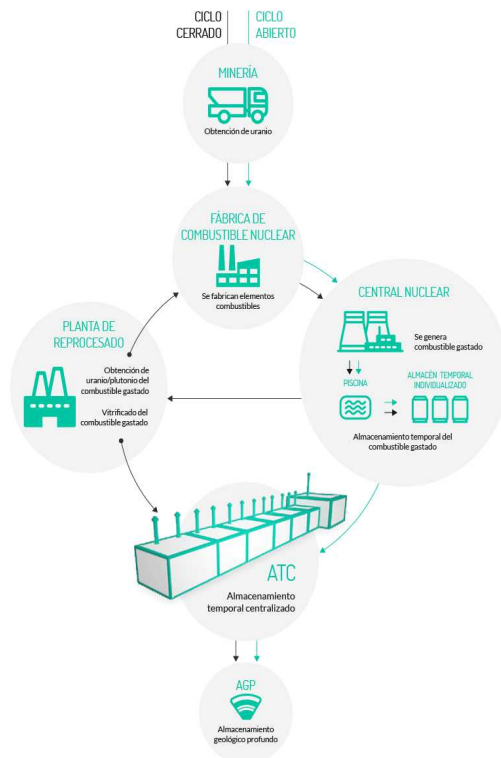 CICLO
CERRADO
CICLO
ABIERTO
MINERÍA
Obtención de uranio
FÁBRICA DE
COMBUSTIBLE NUCLEAR
Se fabrican elementos
combustibles
CENTRAL NUCLEAR
Se genera
combustible gastado
PISCINA
ALMACÉN TEMPORAL
INDIVIDUALIZADO
Almacenamiento temporal del
combustible gastado
PLANTA DE
REPROCESADO
Obtención de
uranio/plutonio del
combustible gastado
Vitrificado del
combustible gastado
ATC
Almacenamiento
temporal centralizado
AGP
Almacenamiento
geológico profundo